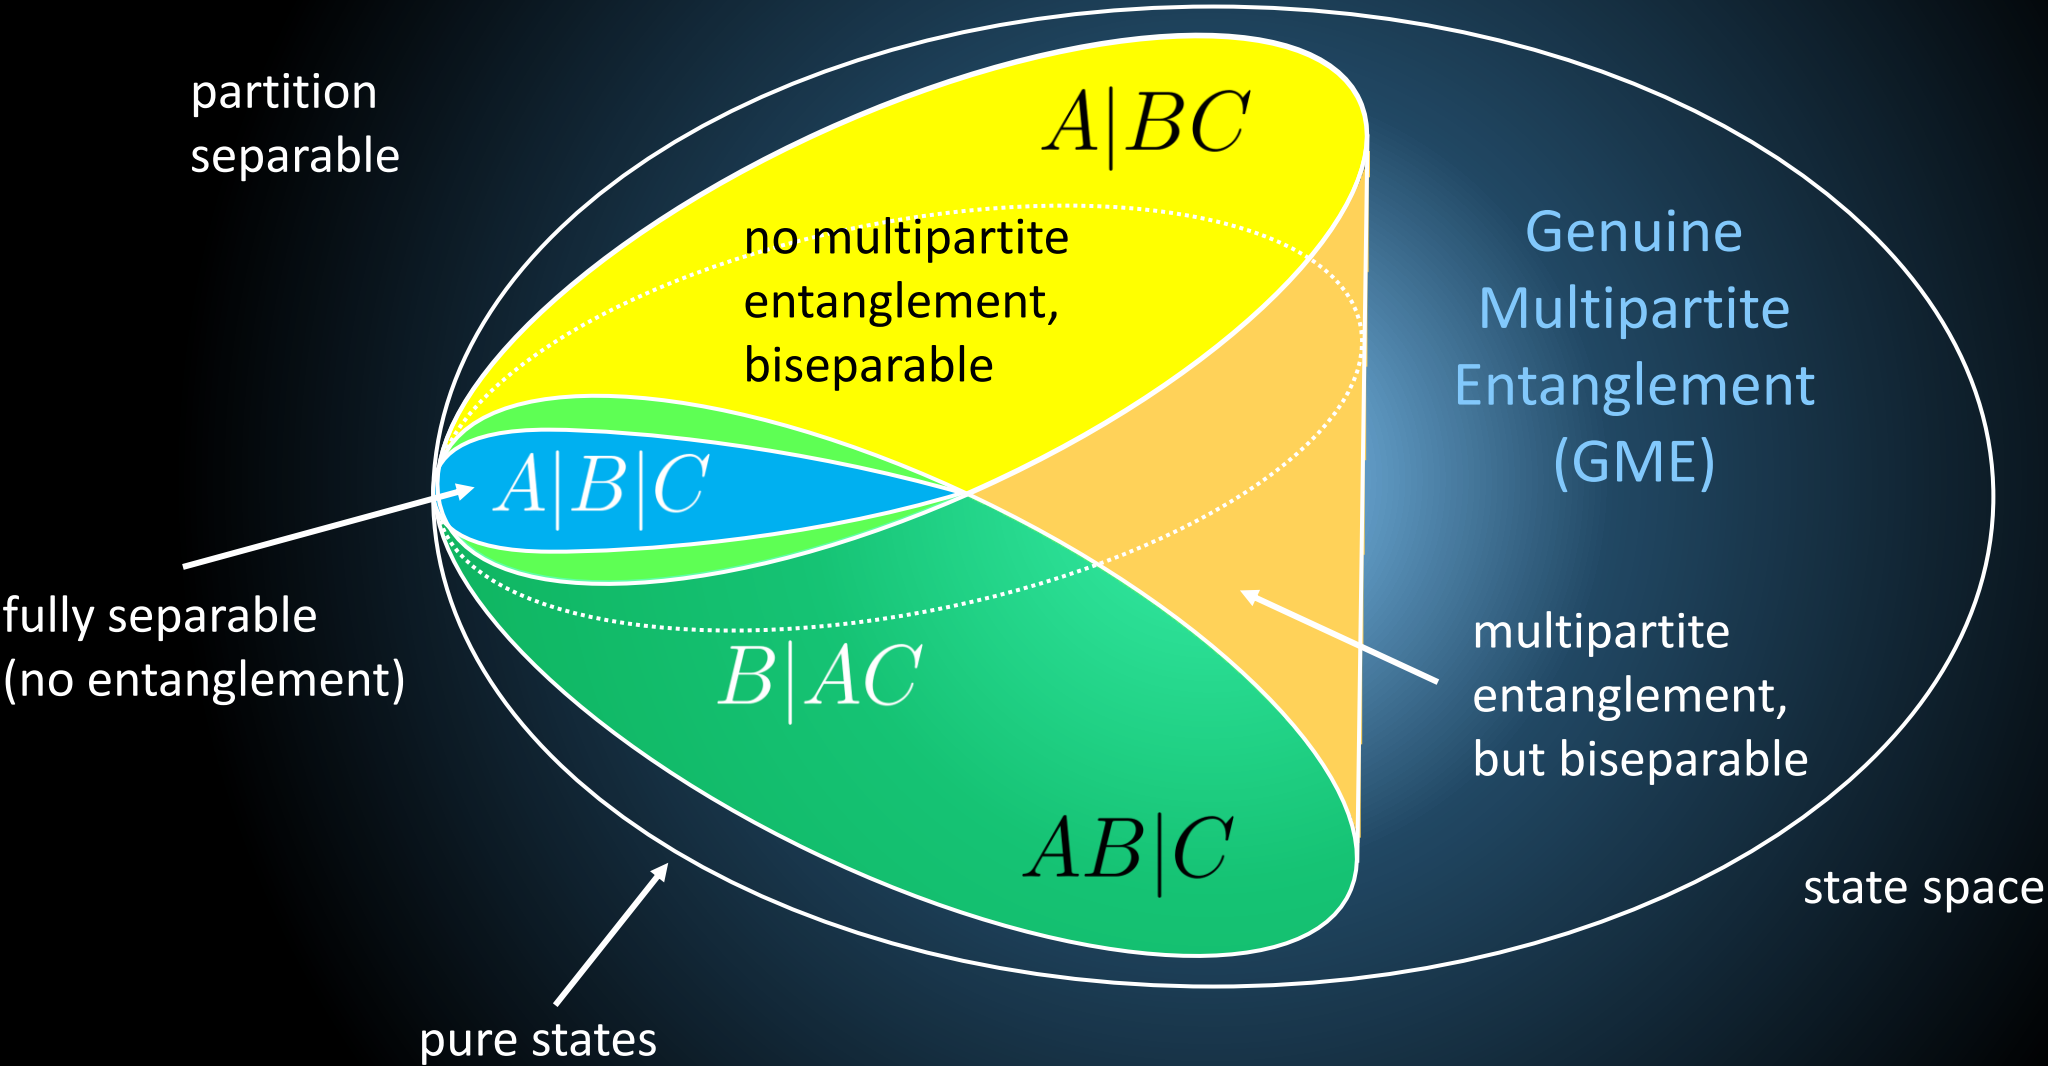 partition
separable
A|BC
no multipartite
entanglement,
biseparable
Genuine
Multipartite
Entanglement
(GME)
A|B|C
fully separable
(no entanglement)
B|AC
multipartite
entanglement,
but biseparable
AB|C
state space
pure states